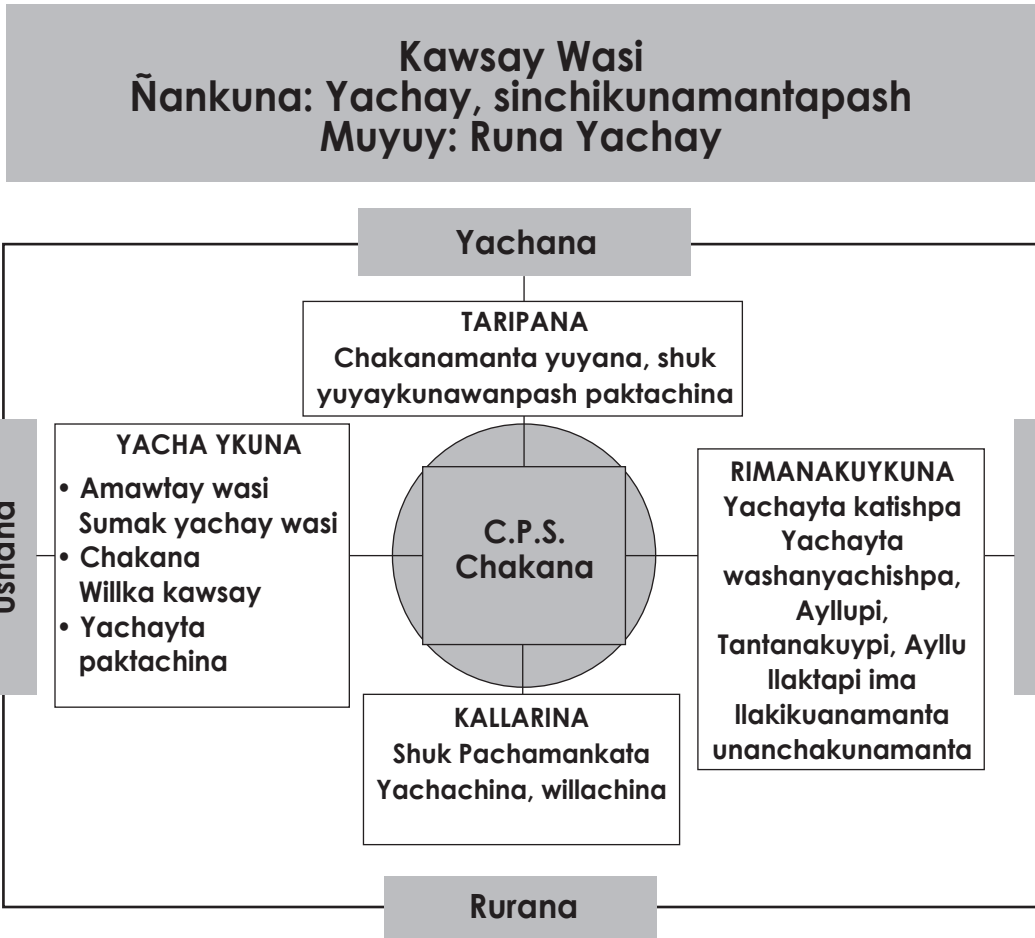 Kawsay Wasi
Ñankuna: Yachay, sinchikunamantapash
Muyuy: Runa Yachay
Yachana
TARIPANA
Chakanamanta yuyana, shuk
yuyaykunawanpash paktachina
Ushana
YACHA YKUNA
• Amawtay wasi
Sumak yachay wasi
• Chakana
Willka kawsay
• Yachayta
paktachina
C.P.S.
Chakana
RIMANAKUYKUNA
Yachayta katishpa
Yachayta
washanyachishpa,
Ayllupi,
Tantanakuypi, Ayllu
llaktapi ima
llakikuanamanta
unanchakunamanta
KALLARINA
Shuk Pachamankata
Yachachina, willachina
Rurana